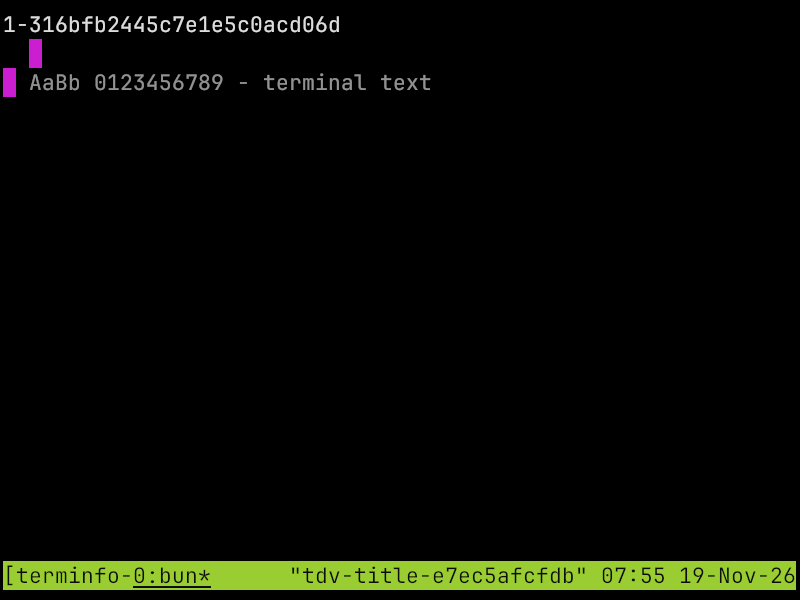 1-316bfb2445c7e1e5c0acd06d
AaBb 0123456789 - terminal text
[terminfo-0:bun* "tdv-title-e7ec5afcfdb" 07:55 19-Nov-26